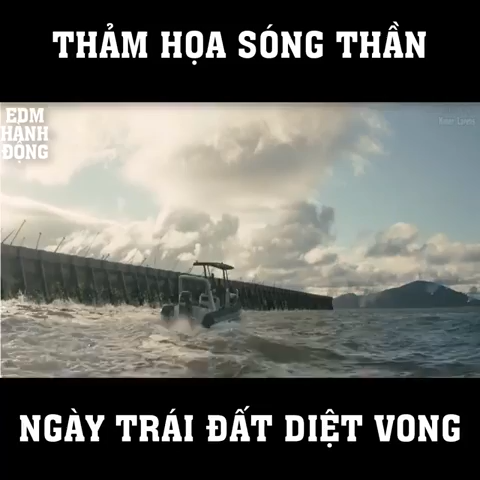 THẢM HỌA SÓNG THẦN
EDM
HÀNH
ĐỘNG
NGÀY TRÁI ĐẤT DIỆT VONG